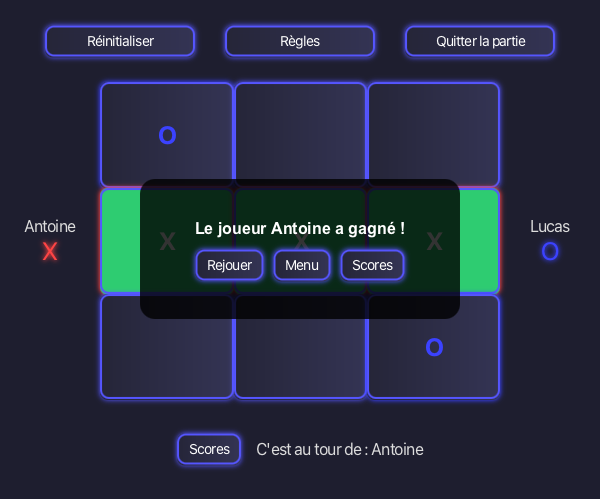 Réinitialiser Règles Quitter la partie
O
Le joueur Antoine a gagné !
Antoine X X X X Lucas O
Rejouer Menu Scores
O
Scores C'est au tour de : Antoine